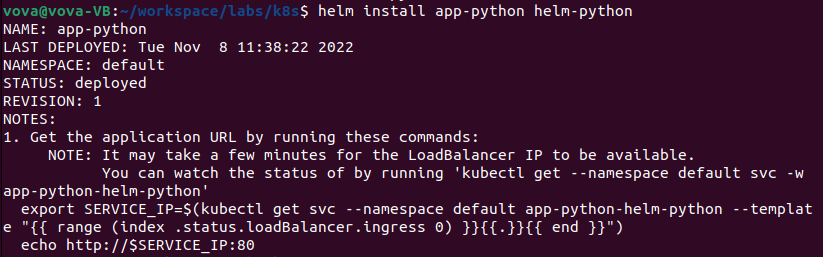 vova@vova-VB:~/workspace/labs/k8s$ helm install app-python helm-python
NAME: app-python
LAST DEPLOYED: Tue Nov  8 11:38:22 2022
NAMESPACE: default
STATUS: deployed
REVISION: 1
NOTES:
1. Get the application URL by running these commands:
     NOTE: It may take a few minutes for the LoadBalancer IP to be available.
           You can watch the status of by running 'kubectl get --namespace default svc -w
app-python-helm-python'
  export SERVICE_IP=$(kubectl get svc --namespace default app-python-helm-python --templat
e "{{ range (index .status.loadBalancer.ingress 0) }}{{.}}{{ end }}")
  echo http://$SERVICE_IP:80